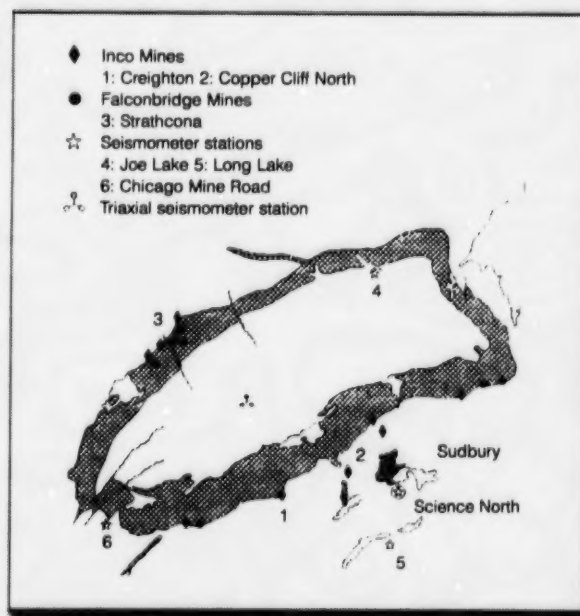 Inco Mines
1: Creighton 2: Copper Cliff North
Falconbridge Mines
3: Strathcona
Seismometer stations
4: Joe Lake 5: Long Lake
6: Chicago Mine Road
Triaxial seismometer station
4
3
2
Sudbury
Science North
1
6
5